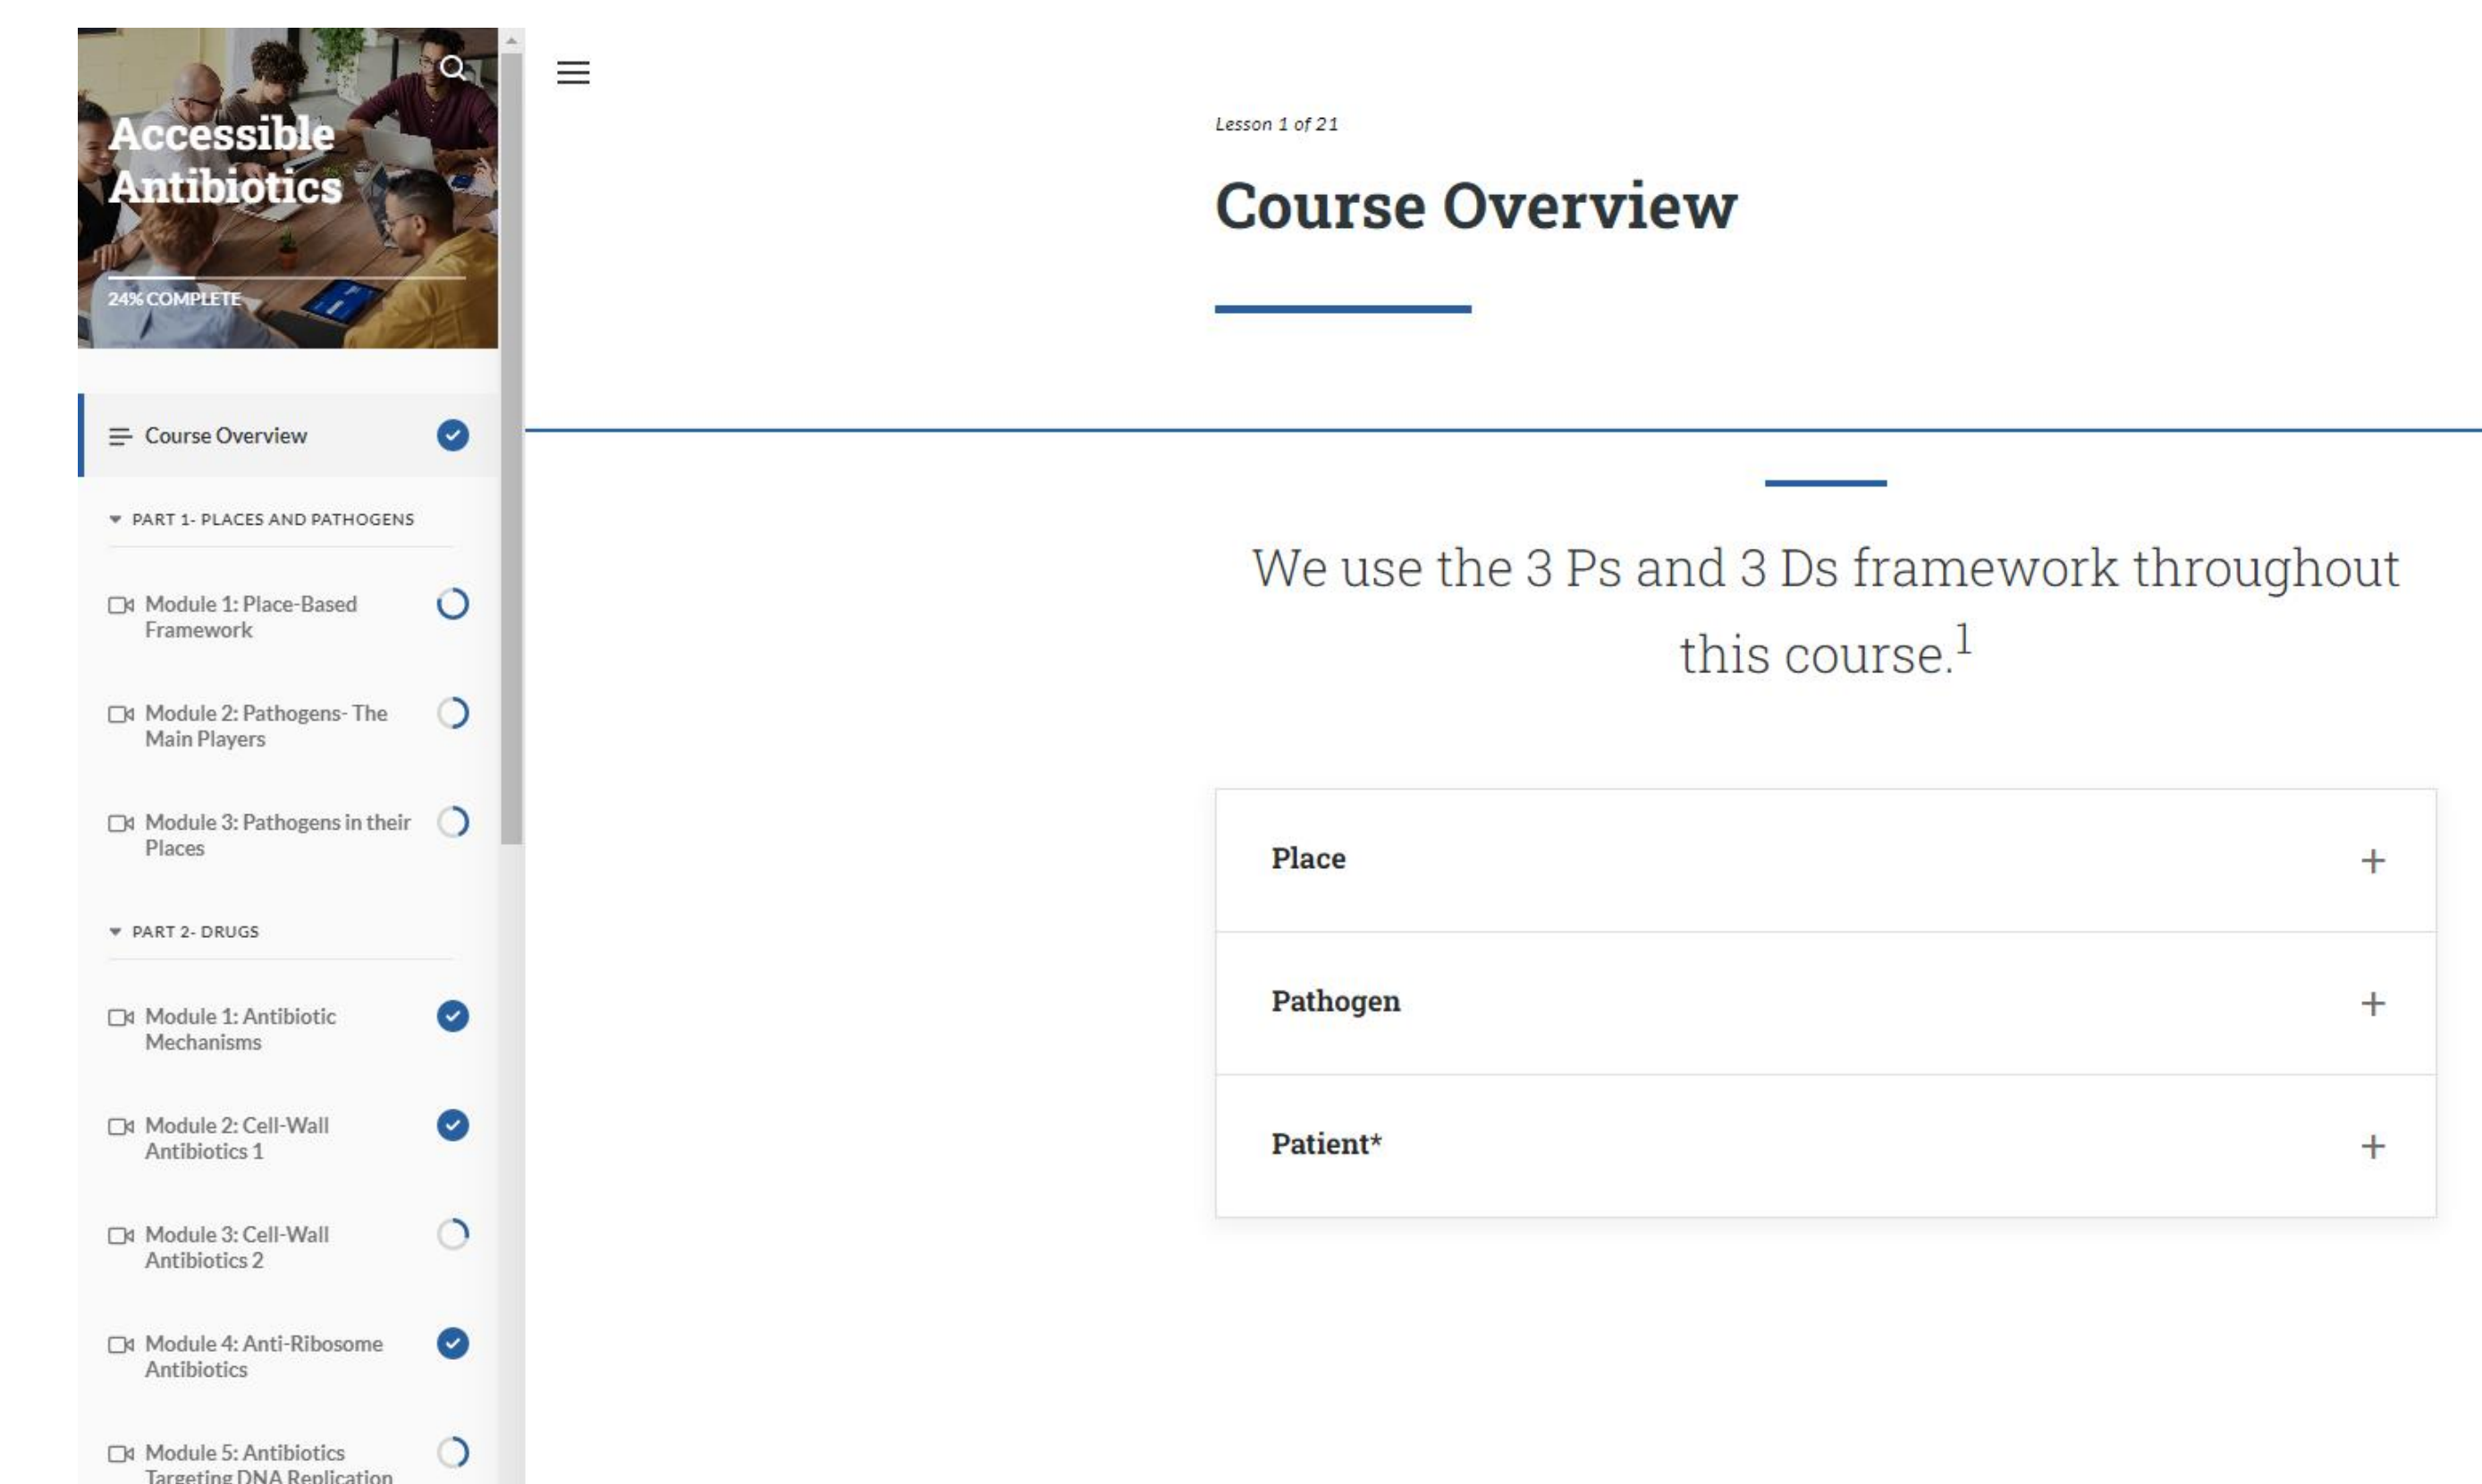 Accessible
Antibiotics
24% COMPLETE
Course Overview
PART 1- PLACES AND PATHOGENS
Module 1: Place-Based
Framework
Module 2: Pathogens- The
Main Players
Module 3: Pathogens in their
Places
PART 2- DRUGS
Module 1: Antibiotic
Mechanisms
Module 2: Cell-Wall
Antibiotics 1
Module 3: Cell-Wall
Antibiotics 2
Module 4: Anti-Ribosome
Antibiotics
Module 5: Antibiotics
Targeting DNA Replication
Lesson 1 of 21
Course Overview
We use the 3 Ps and 3 Ds framework throughout
this course.1
Place
Pathogen
Patient*